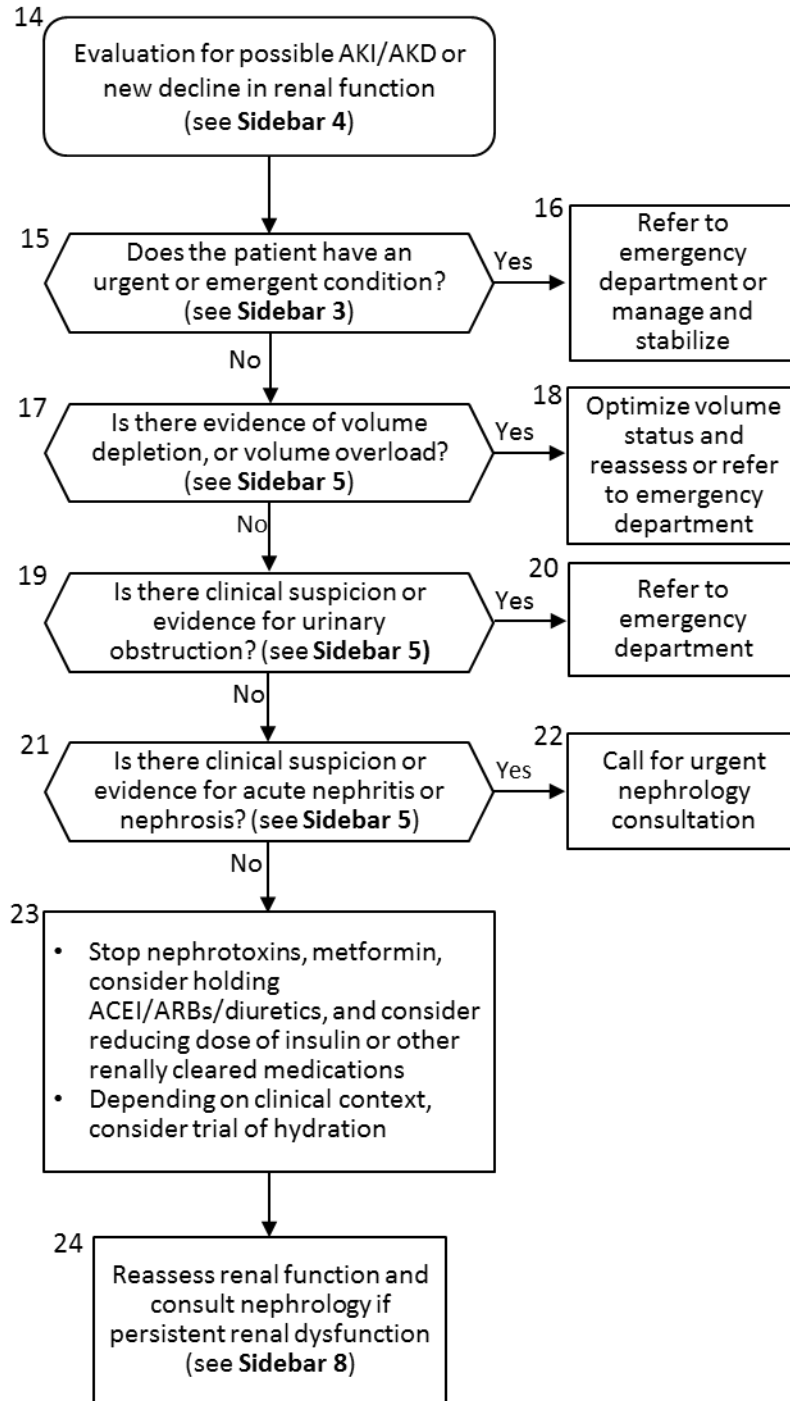 14
Evaluation for possible AKI/AKD or
new decline in renal function
(see Sidebar 4)
15
Does the patient have an
urgent or emergent condition?
(see Sidebar 3)
Yes
16
Refer to
emergency
department or
manage and
stabilize
No
17
Is there evidence of volume
depletion, or volume overload?
(see Sidebar 5)
Yes
18
Optimize volume
status and
reassess or refer
to emergency
department
No
19
Is there clinical suspicion or
evidence for urinary
obstruction? (see Sidebar 5)
Yes
20
Refer to
emergency
department
No
21
Is there clinical suspicion or
evidence for acute nephritis or
nephrosis? (see Sidebar 5)
Yes
22
Call for urgent
nephrology
consultation
No
23
• Stop nephrotoxins, metformin,
consider holding
ACEI/ARBs/diuretics, and consider
reducing dose of insulin or other
renally cleared medications
• Depending on clinical context,
consider trial of hydration
24
Reassess renal function and
consult nephrology if
persistent renal dysfunction
(see Sidebar 8)